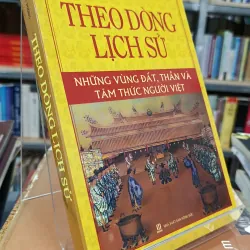 THEO DÒNG
LỊCH SỬ
NHỮNG VÙNG ĐẤT, THẦN VÀ
TÂM THỨC NGƯỜI VIỆT
THEO DÒNG LỊCH SỬ